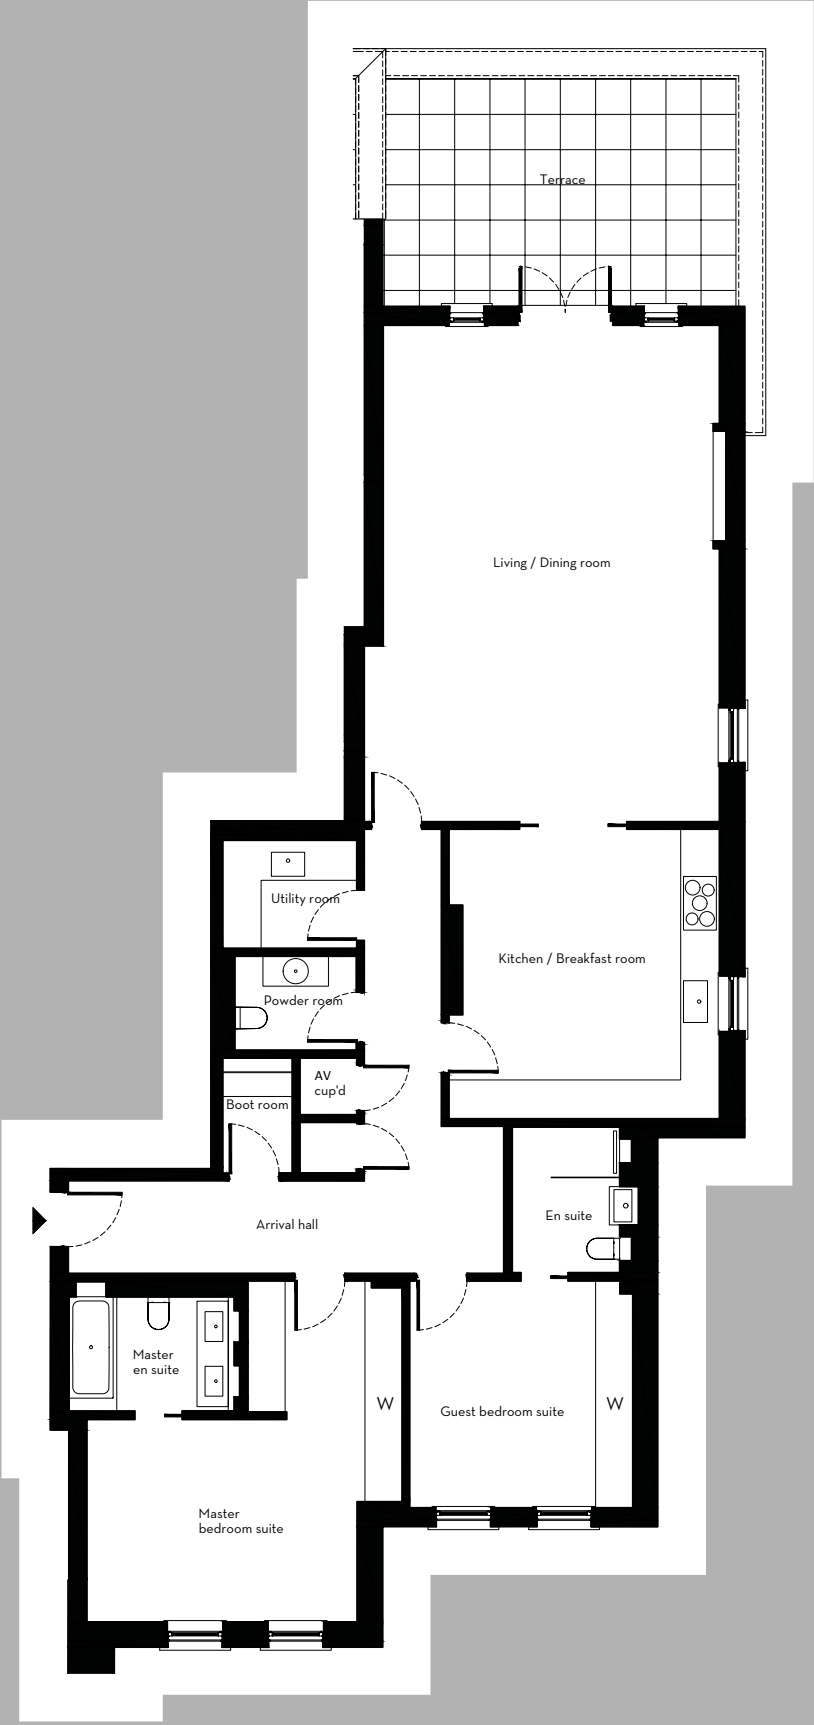 Terrace
Living / Dining room
Utility room
Kitchen / Breakfast room
Powder room
AV
cup'd
Boot room
En suite
Arrival hall
Master
en suite
W
W
Guest bedroom suite
Master
bedroom suite